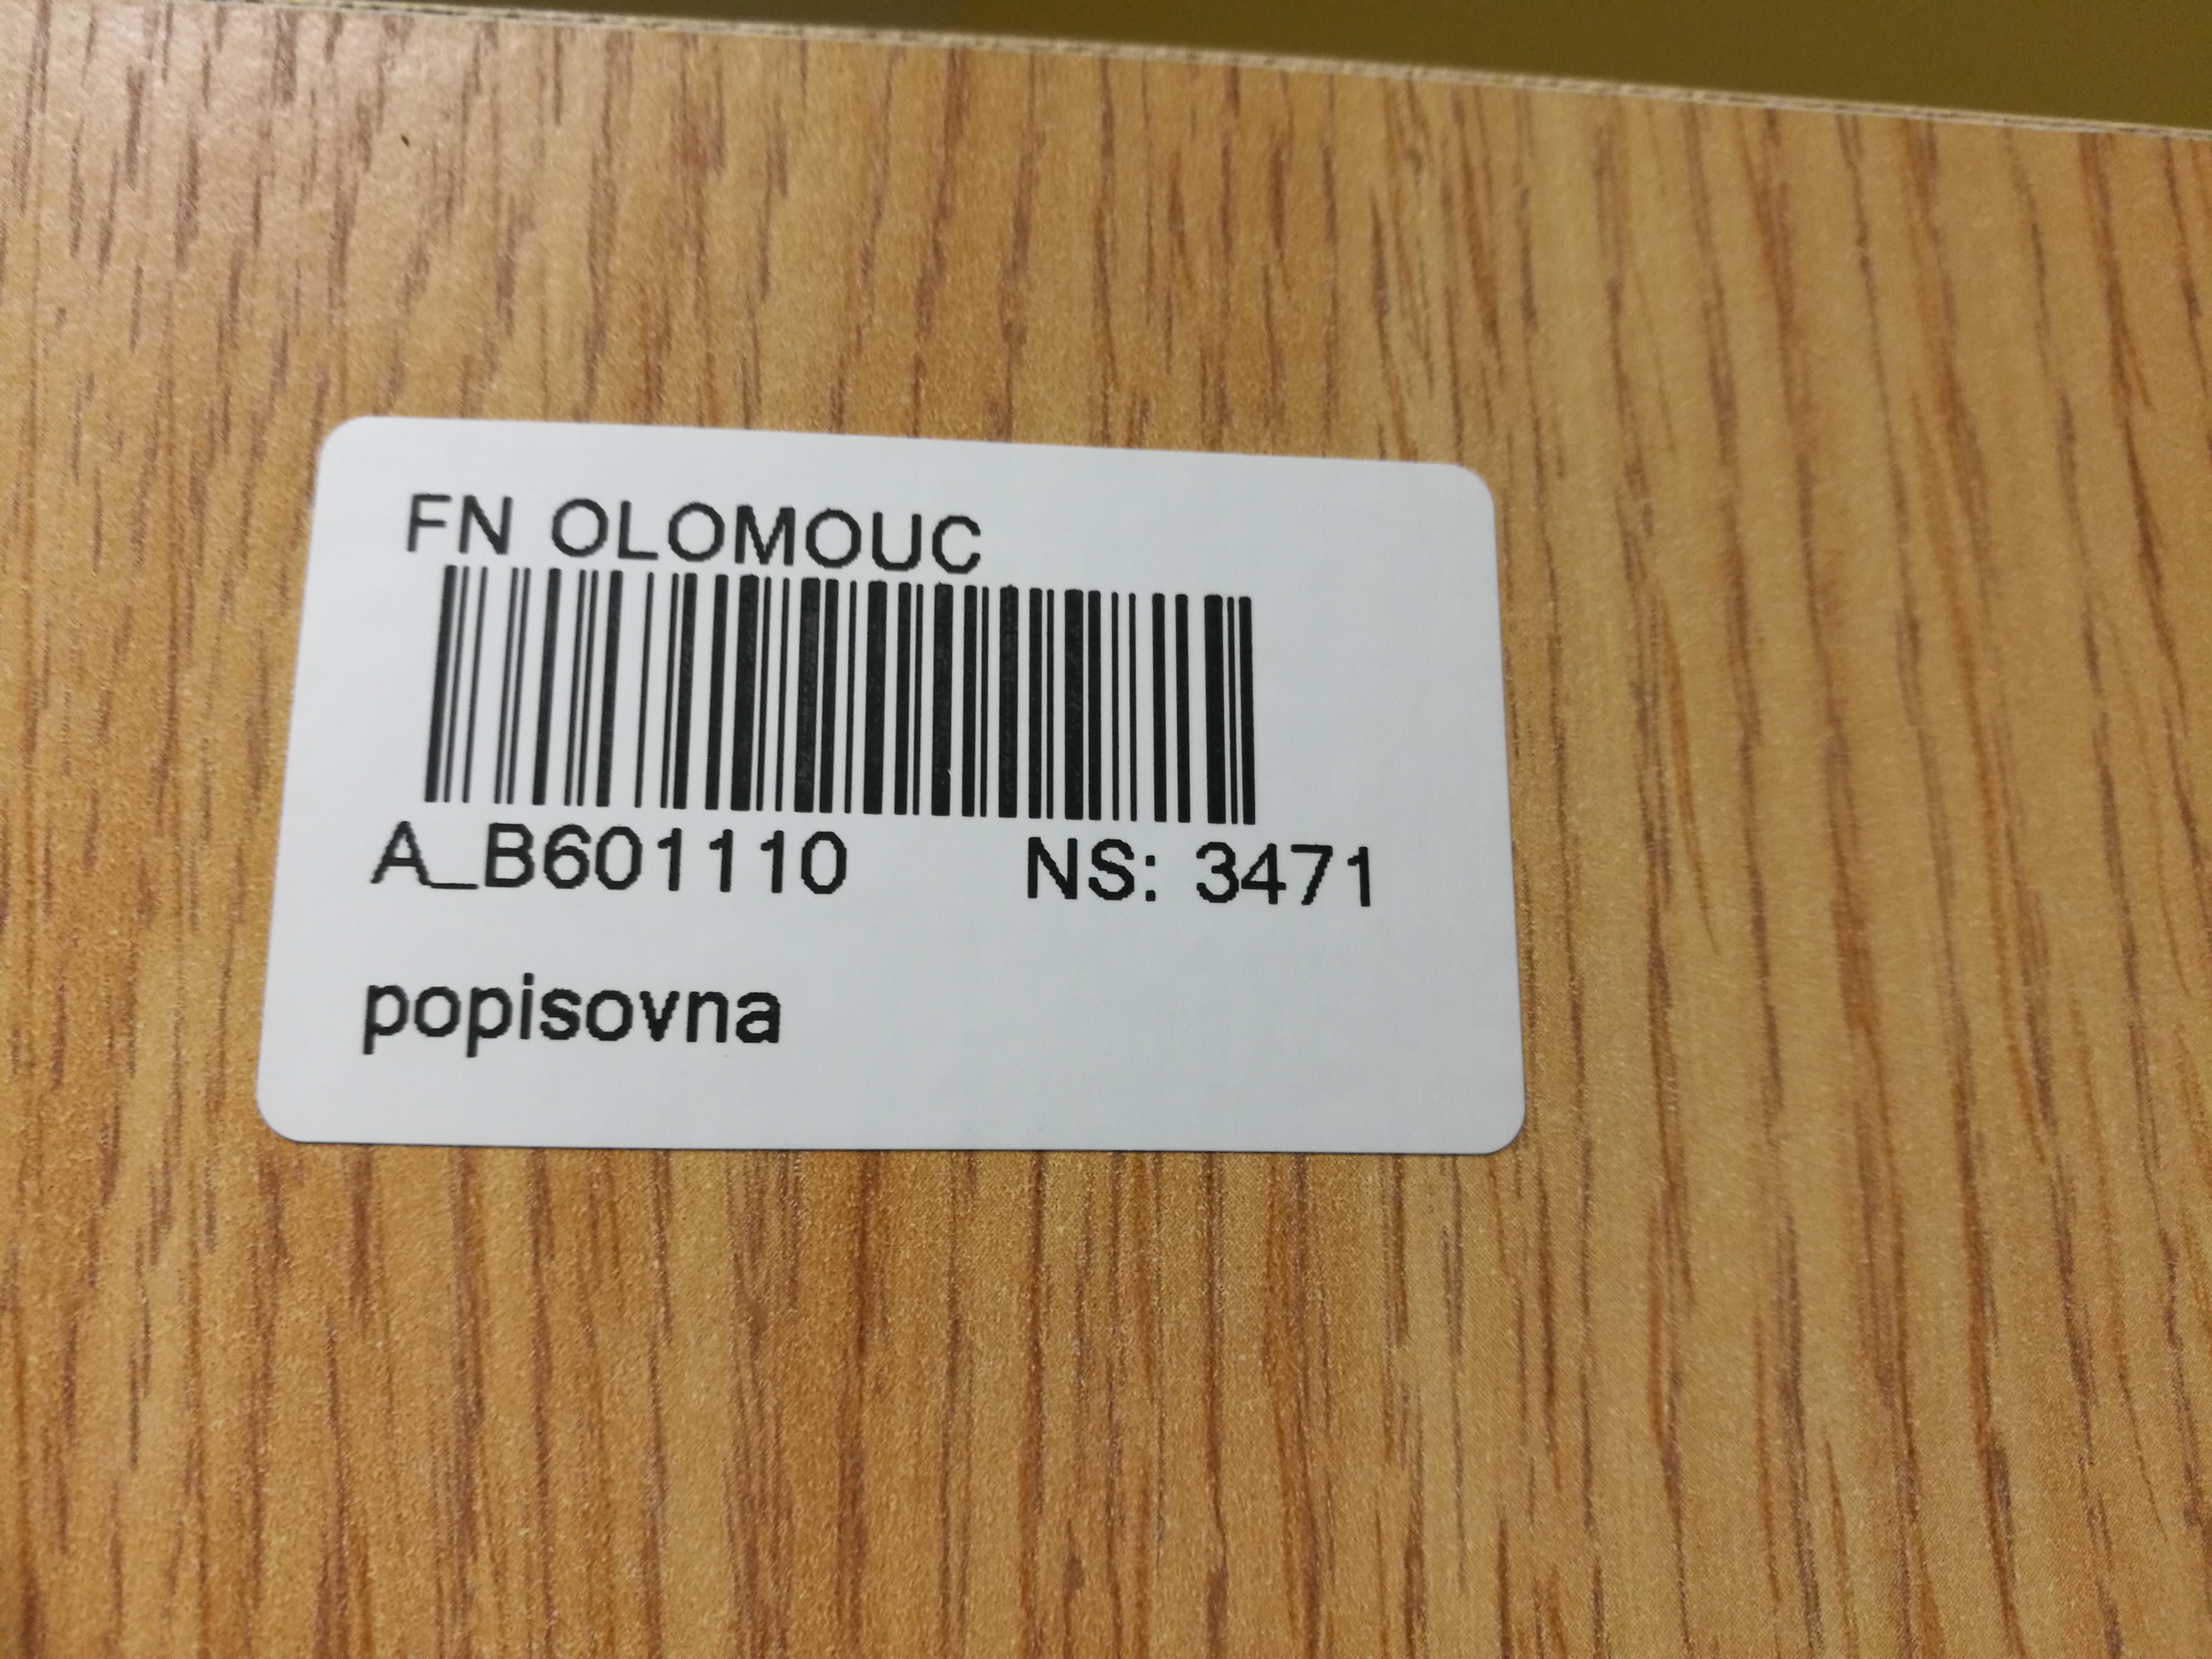 FN OLOMOUC
A_B601110 NS: 3471
popisovna